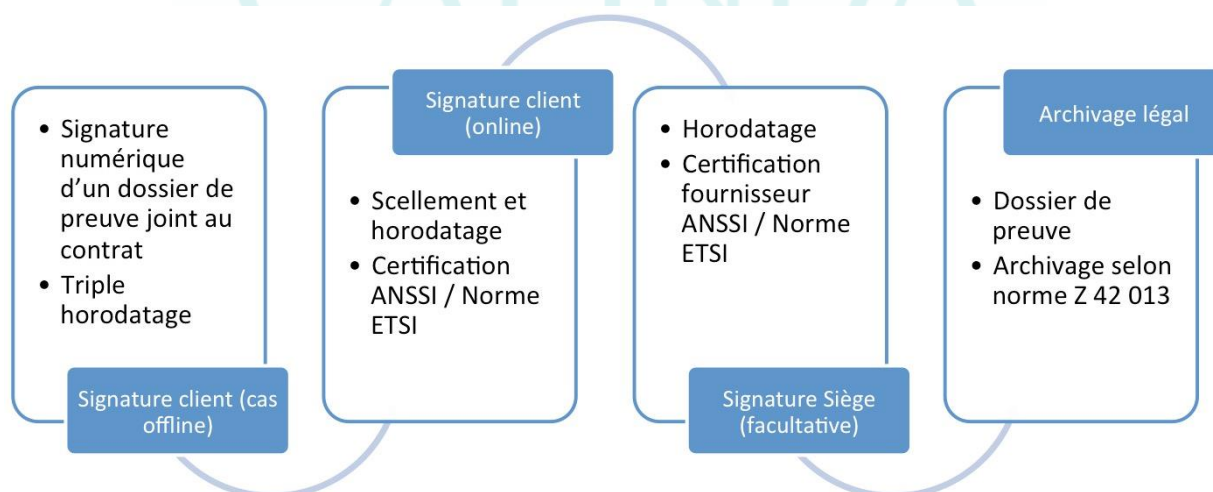 • Signature
numérique
d’un dossier de
preuve joint au
contrat
• Triple
horodatage
Signature client (cas
offline)
Signature client
(online)
• Scellement et
horodatage
• Certification
ANSSI / Norme
ETSI
• Horodatage
• Certification
fournisseur
ANSSI / Norme
ETSI
Signature Siège
(facultative)
Archivage légal
• Dossier de
preuve
• Archivage selon
norme Z 42 013